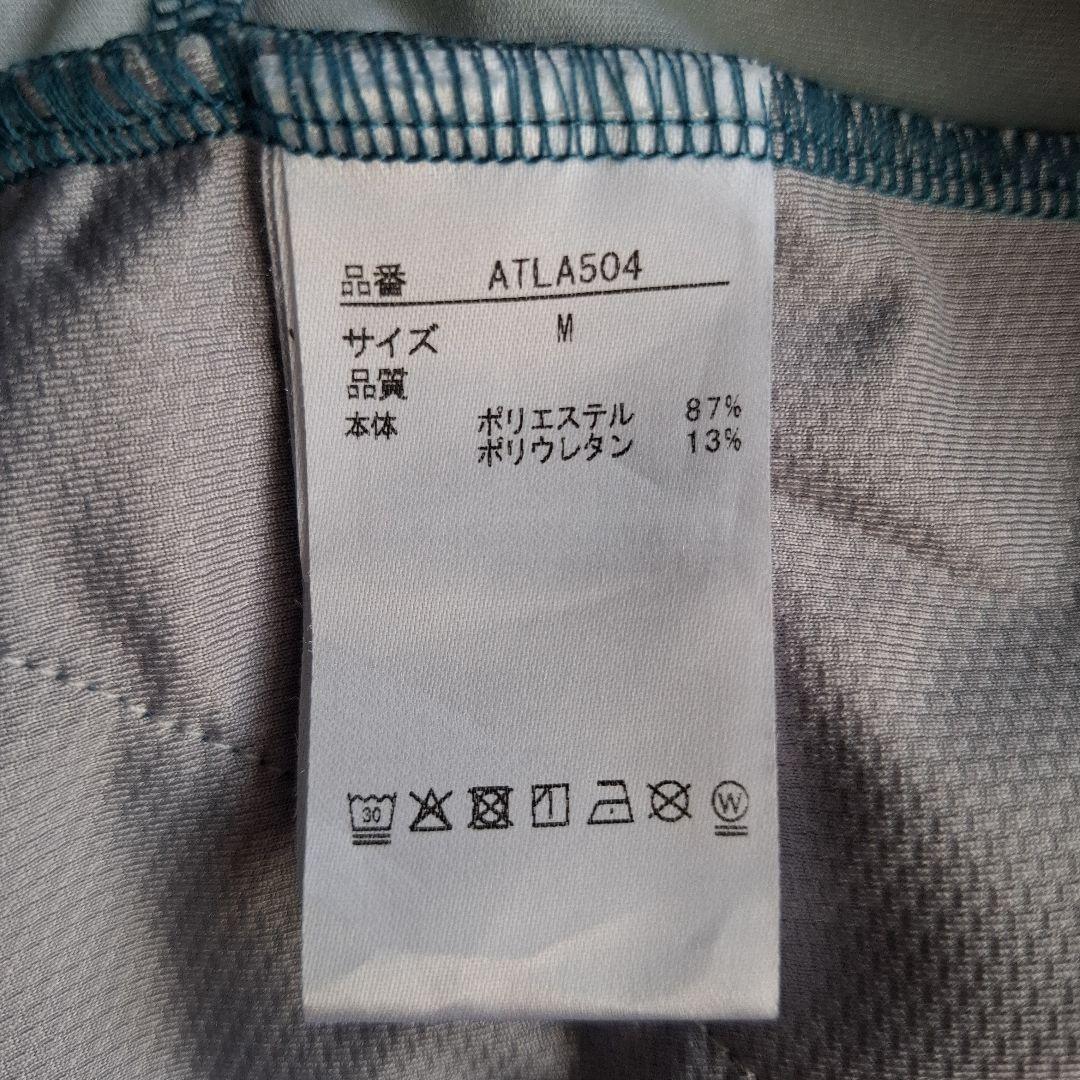 品番 ATLA504
サイズ M
品質
本体 ポリエステル 87%
ポリウレタン 13%
30 W